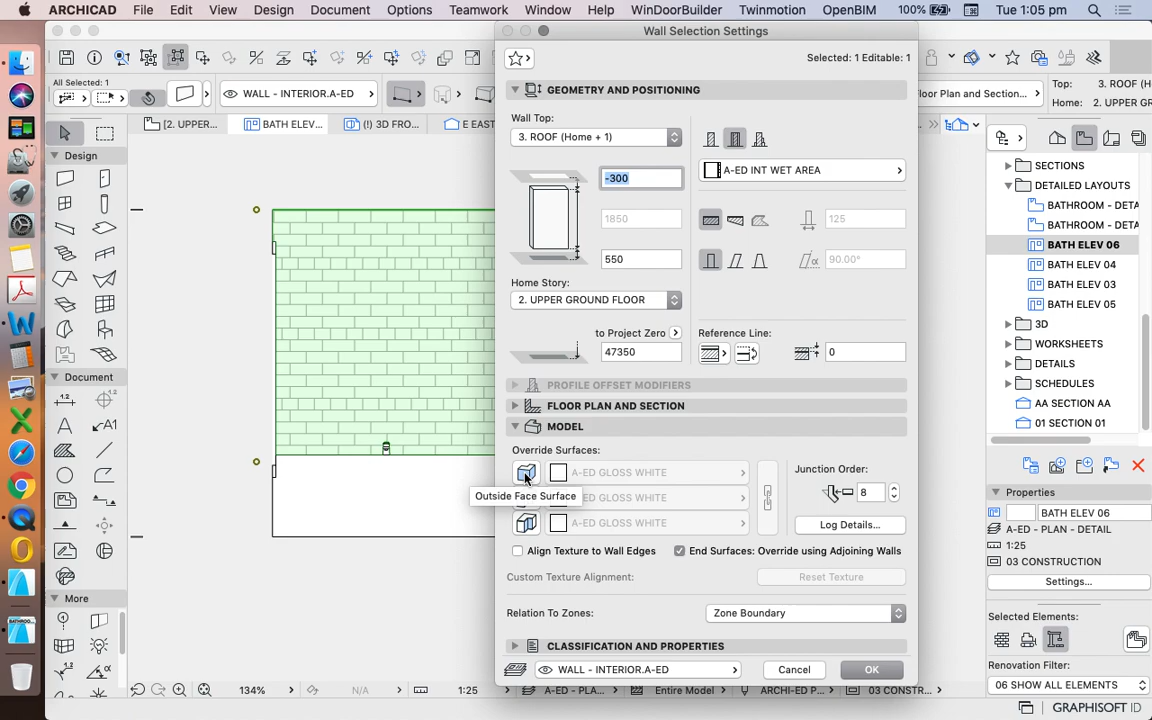 ARCHICAD File Edit View Design Document Options Teamwork Window Help WinDoorBuilder Twinmotion OpenBIM 100% Tue 1:05 pm
Wall Selection Settings
Selected: 1 Editable: 1
All Selected: 1
WALL - INTERIOR.A-ED
loor Plan and Section...
Top: 3. ROOF (H
Home: 2. UPPER GR
[2. UPPER...
BATH ELEV...
(!) 3D FRO...
E EAST
Design
Document
More
GEOMETRY AND POSITIONING
Wall Top:
3. ROOF (Home + 1)
-300
1850
550
Home Story:
2. UPPER GROUND FLOOR
to Project Zero
47350
A-ED INT WET AREA
125
90.00°
Reference Line:
0
PROFILE OFFSET MODIFIERS
FLOOR PLAN AND SECTION
MODEL
Override Surfaces:
A-ED GLOSS WHITE
Outside Face Surface
ED GLOSS WHITE
A-ED GLOSS WHITE
Junction Order:
8
Log Details...
Align Texture to Wall Edges
End Surfaces: Override using Adjoining Walls
Custom Texture Alignment:
Reset Texture
Relation To Zones:
Zone Boundary
CLASSIFICATION AND PROPERTIES
WALL - INTERIOR.A-ED
Cancel
OK
SECTIONS
DETAILED LAYOUTS
BATHROOM - DETA
BATHROOM - DETA
BATH ELEV 06
BATH ELEV 04
BATH ELEV 03
BATH ELEV 05
3D
WORKSHEETS
DETAILS
SCHEDULES
AA SECTION AA
01 SECTION 01
Properties
BATH ELEV 06
A-ED - PLAN - DETAIL
1:25
03 CONSTRUCTION
Settings...
Selected Elements:
Renovation Filter:
06 SHOW ALL ELEMENTS
134%
N/A
1:25
A-ED - PLA...
Entire Model
ARCHI-ED P...
03 CONSTR...
GRAPHISOFT ID